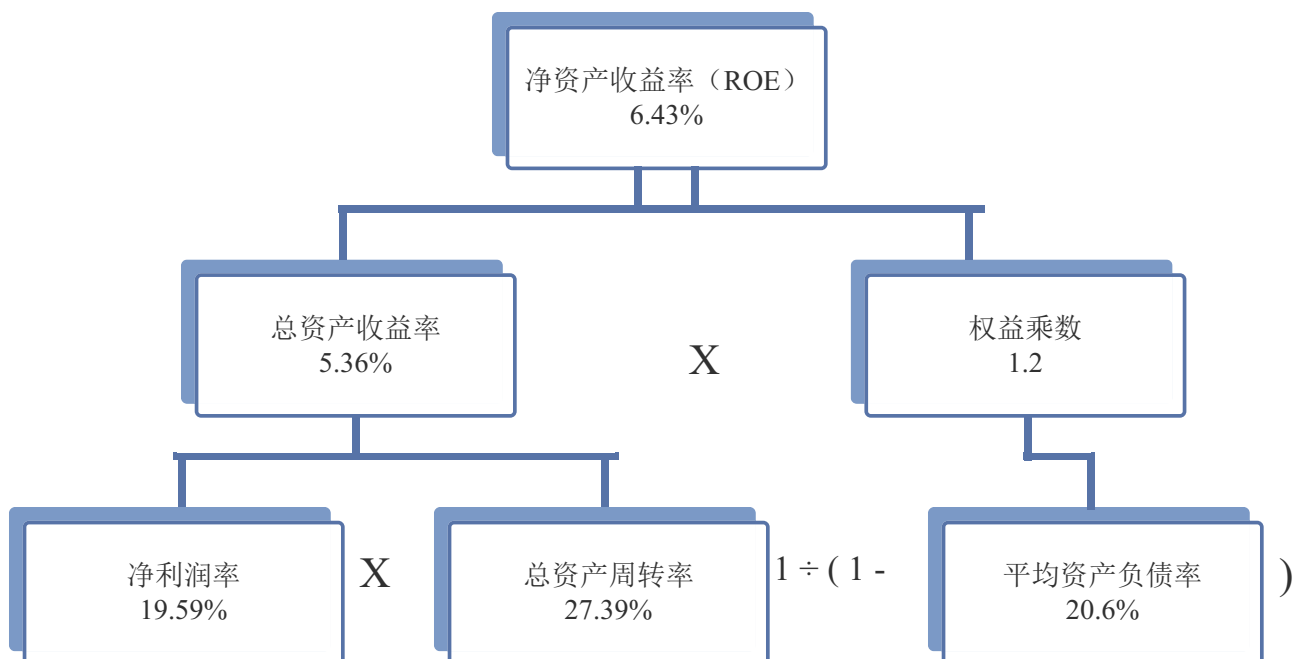 净资产收益率（ROE）
6.43%
总资产收益率
5.36%
X
权益乘数
1.2
净利润率
19.59%
X
总资产周转率
27.39%
1 ÷ ( 1 -
平均资产负债率
20.6%
)